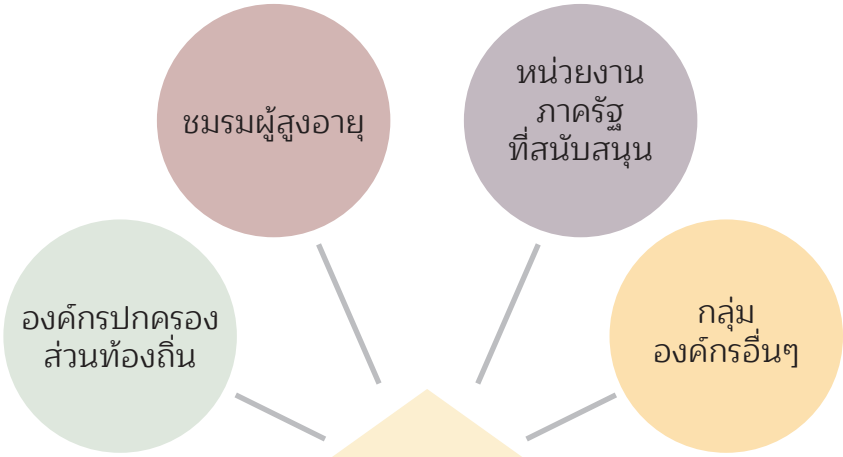 ชมรมผู้สูงอายุ
หน่วยงาน
ภาครัฐ
ที่สนับสนุน
องค์กรปกครอง
ส่วนท้องถิ่น
กลุ่ม
องค์กรอื่นๆ